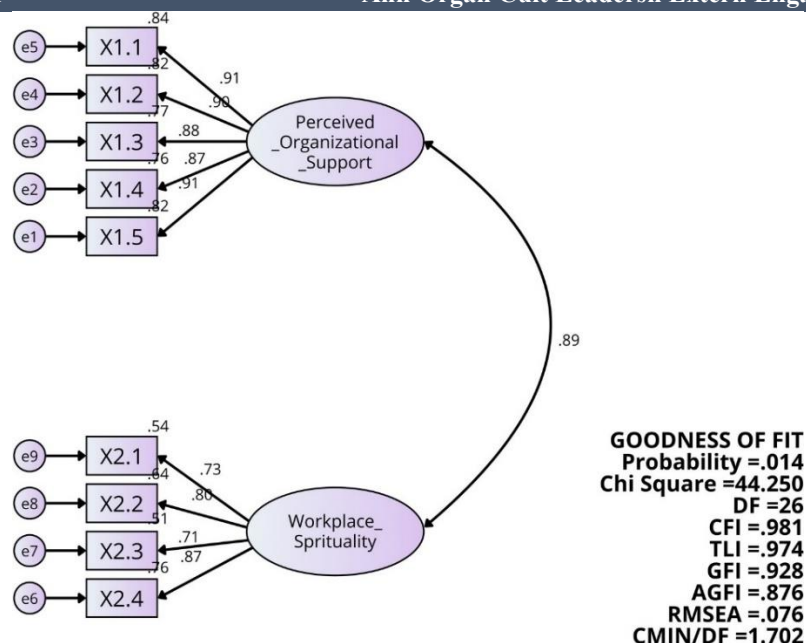 .84
e5 X1.1
.91
.82
e4 X1.2
.90
.77
e3 X1.3
.88
.76
.87
e2 X1.4
.91
.82
e1 X1.5
Perceived
_Organizational
_Support
.89
.54
e9 X2.1
.73
.64
e8 X2.2
.80
.51
e7 X2.3
.71
.87
.76
e6 X2.4
Workplace_
Sprituality
GOODNESS OF FIT
Probability =.014
Chi Square =44.250
DF =26
CFI =.981
TLI =.974
GFI =.928
AGFI =.876
RMSEA =.076
CMIN/DF =1.702